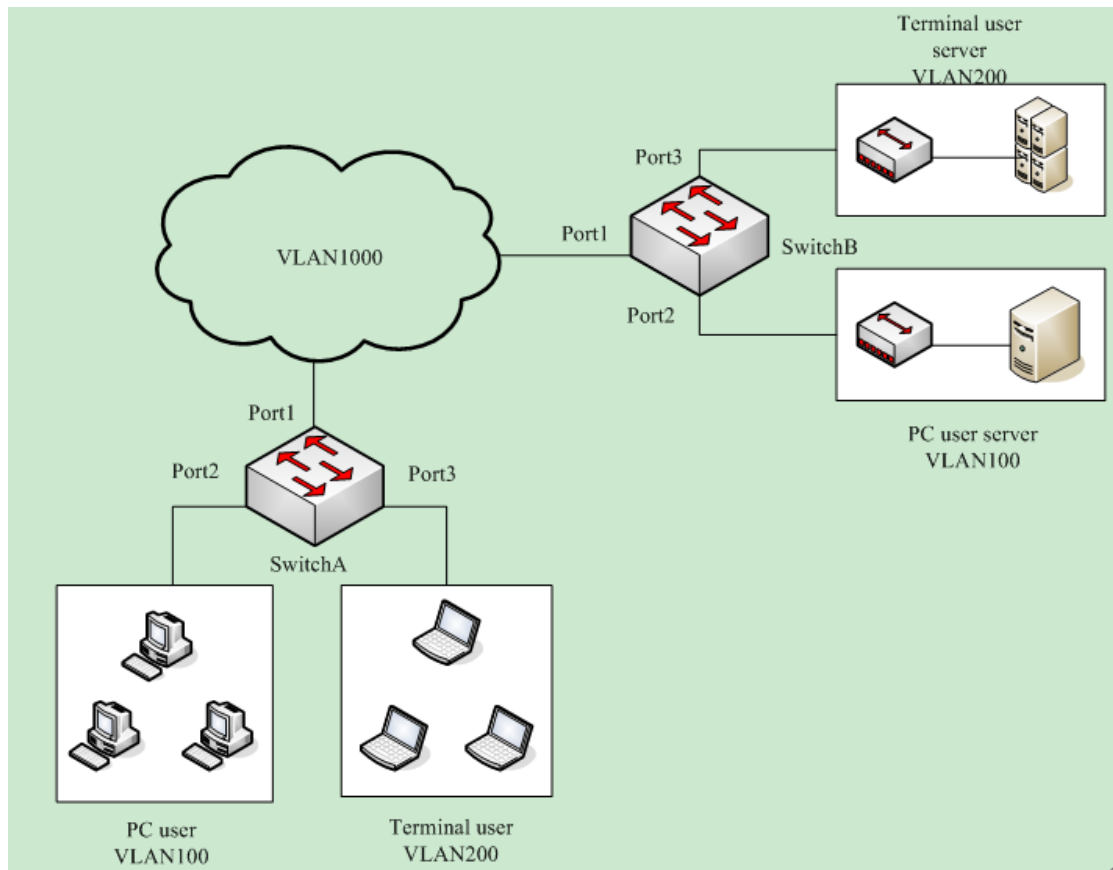 Terminal user
server
VLAN200
Port3
Port1
SwitchB
VLAN1000
Port2
PC user server
VLAN100
Port1
Port2
Port3
SwitchA
PC user
VLAN100
Terminal user
VLAN200